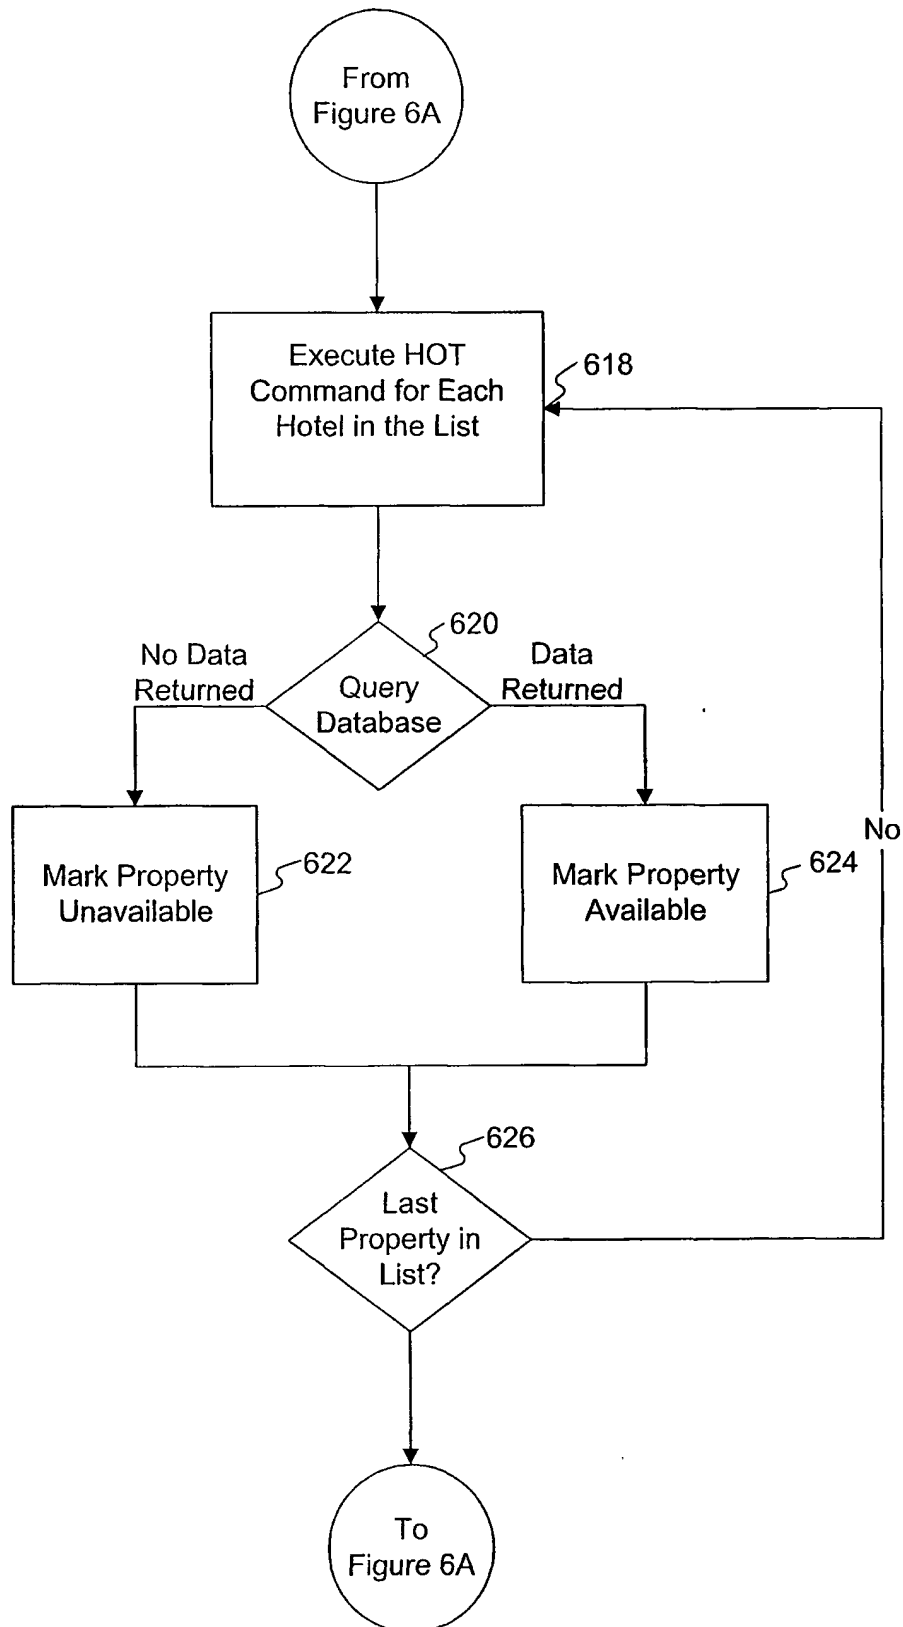 From
Figure 6A
Execute HOT
Command for Each
Hotel in the List
618
620
No Data
Returned
Query
Database
Data
Returned
No
Mark Property
Unavailable
622
Mark Property
Available
624
626
Last
Property in
List?
To
Figure 6A